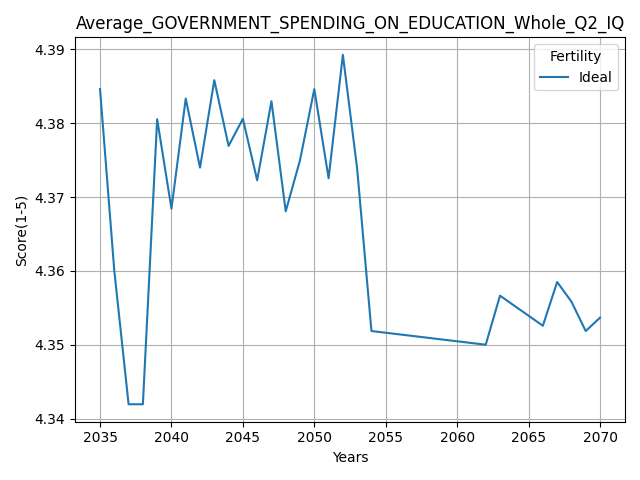 Average_GOVERNMENT_SPENDING_ON_EDUCATION_Whole_Q2_IQ
Fertility
Ideal
4.39
4.38
4.37
4.36
4.35
4.34
Score(1-5)
2035 2040 2045 2050 2055 2060 2065 2070
Years